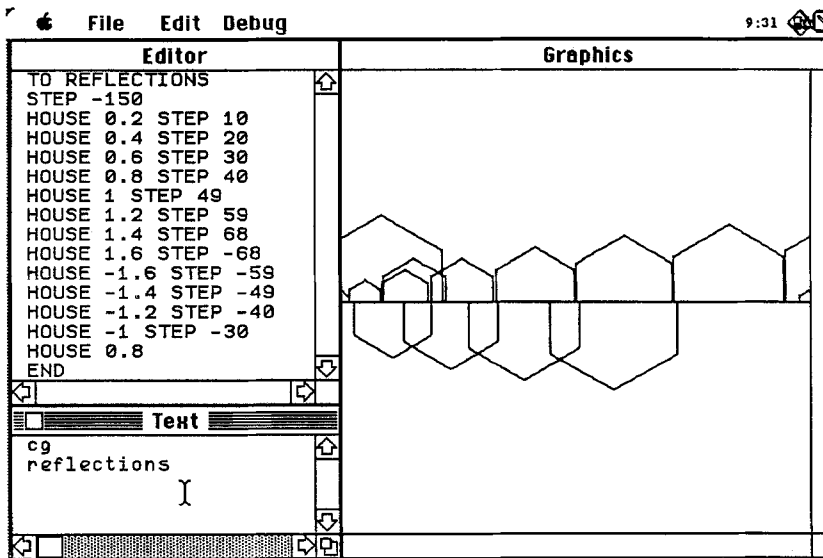 File Edit Debug 9:31
Editor
TO REFLECTIONS
STEP -150
HOUSE 0.2 STEP 10
HOUSE 0.4 STEP 20
HOUSE 0.6 STEP 30
HOUSE 0.8 STEP 40
HOUSE 1 STEP 49
HOUSE 1.2 STEP 59
HOUSE 1.4 STEP 68
HOUSE 1.6 STEP -68
HOUSE -1.6 STEP -59
HOUSE -1.4 STEP -49
HOUSE -1.2 STEP -40
HOUSE -1 STEP -30
HOUSE 0.8
END
Text
cg
reflections
Graphics